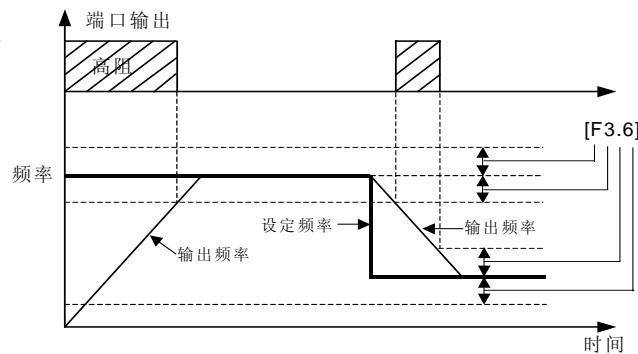 端口输出
高阻
[F3.6]
频率
设定频率
输出频率
输出频率
时间